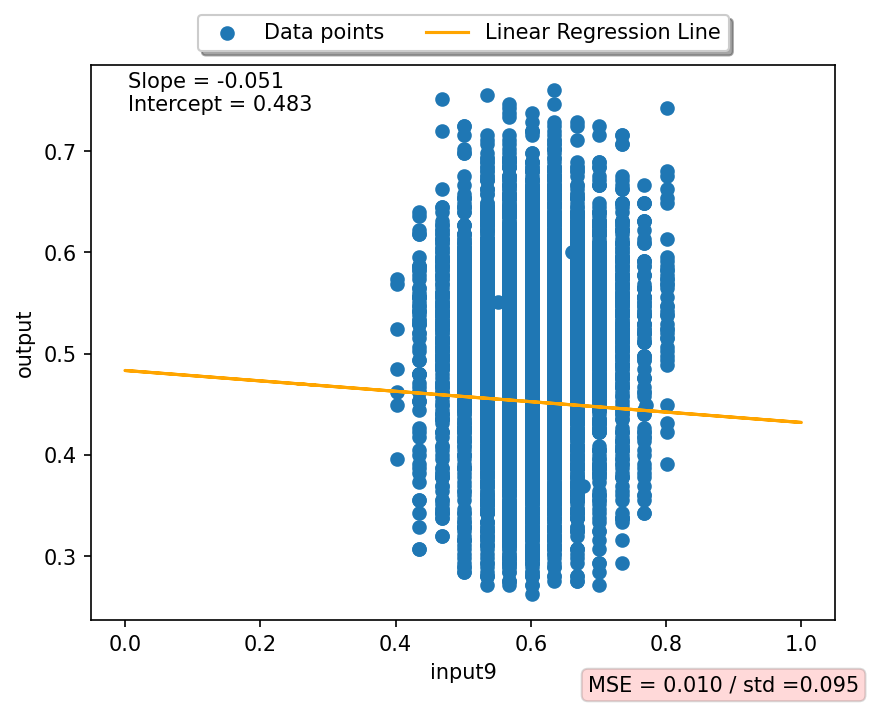 Data points
Linear Regression Line
Slope = -0.051
Intercept = 0.483
output
0.7
0.6
0.5
0.4
0.3
0.0 0.2 0.4 0.6 0.8 1.0
input9
MSE = 0.010 / std =0.095